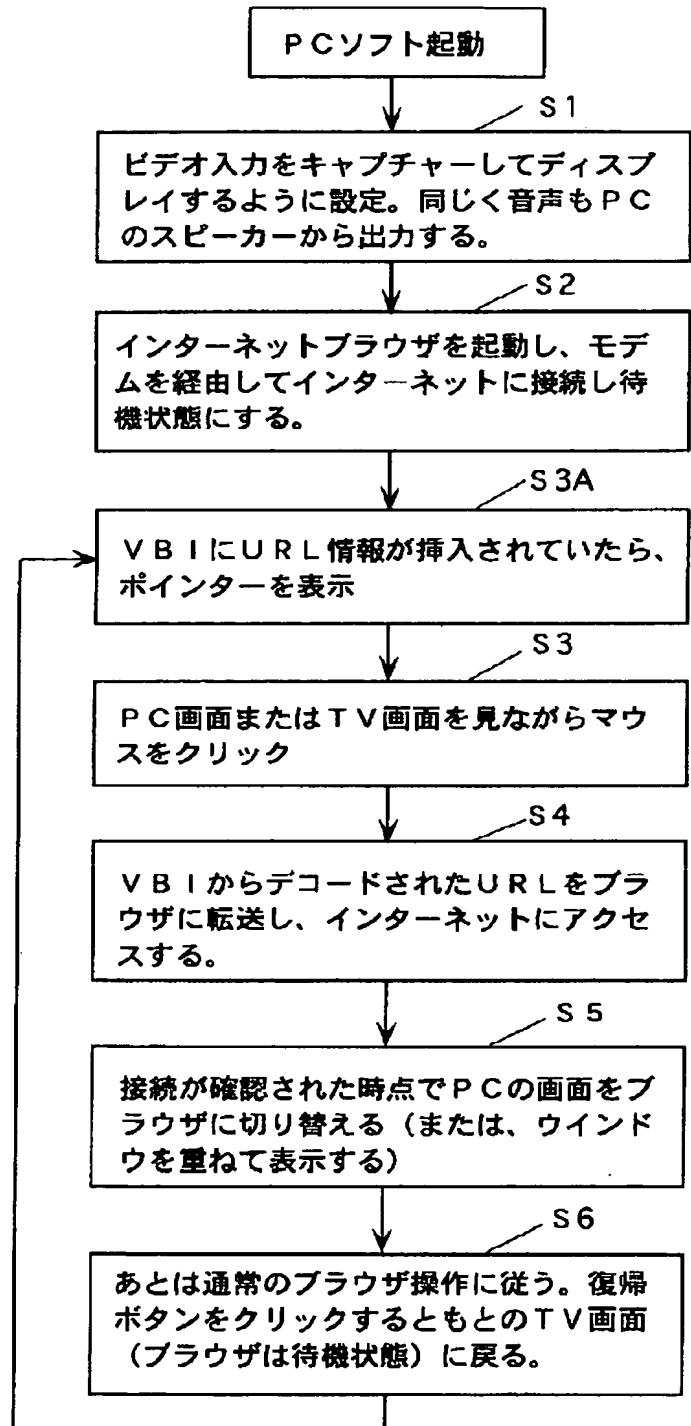 PCソフト起動
S1
ビデオ入力をキャプチャーしてディスプ
レイするように設定。同じく音声もPC
のスピーカーから出力する。
S2
インターネットブラウザを起動し、モデ
ムを経由してインターネットに接続し待
機状態にする。
S3A
VBIにURL情報が挿入されていたら、
ポインターを表示
S3
PC画面またはTV画面を見ながらマウ
スをクリック
S4
VBIからデコードされたURLをブラ
ウザに転送し、インターネットにアクセ
スする。
S5
接続が確認された時点でPCの画面をブ
ラウザに切り替える(または、ウインド
ウを重ねて表示する)
S6
あとは通常のブラウザ操作に従う。復帰
ボタンをクリックするともとのTV画面
(ブラウザは待機状態)に戻る。